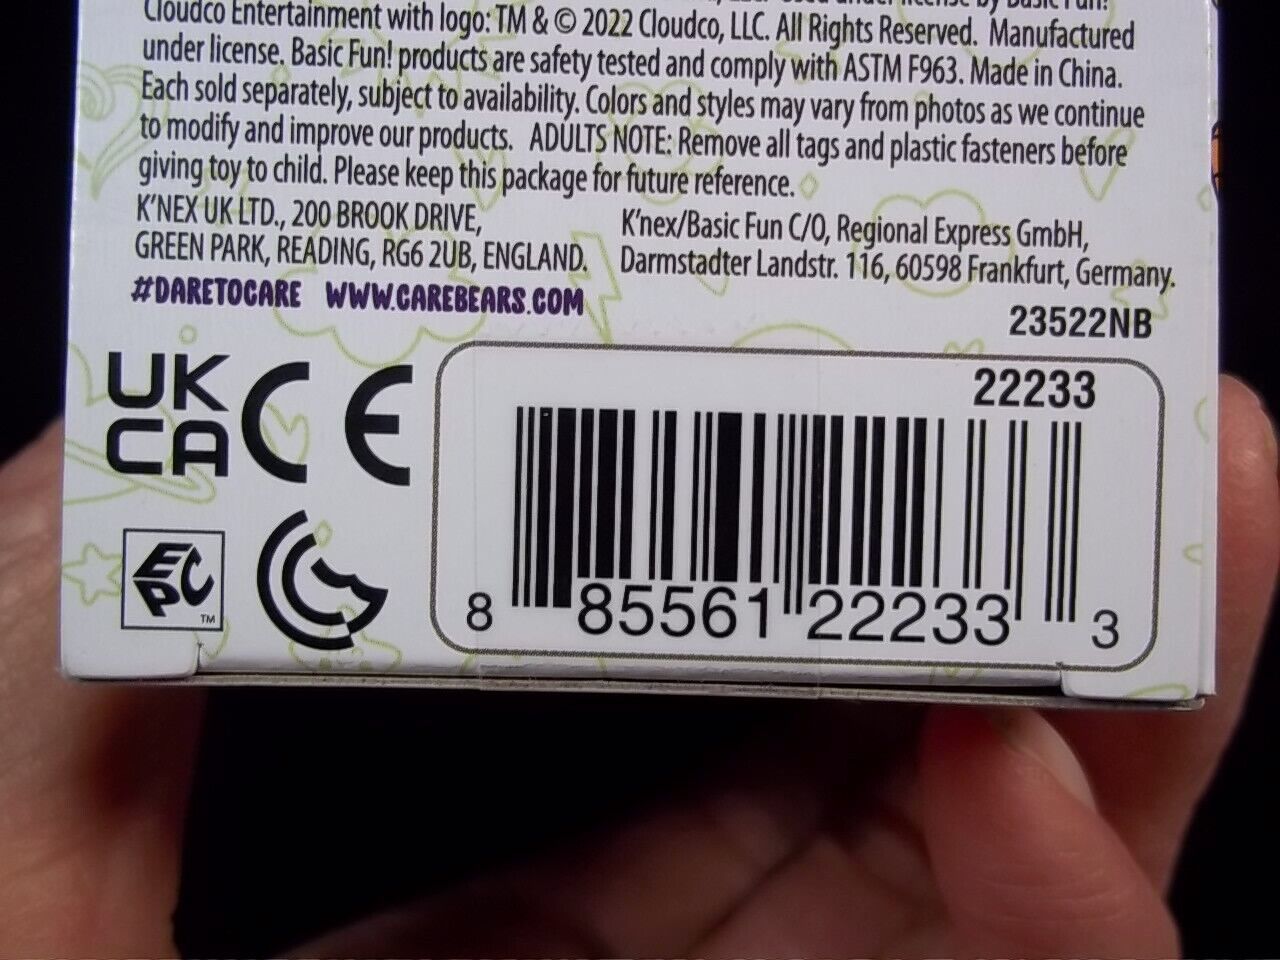 Cloudco Entertainment with logo: TM & © 2022 Cloudco, LLC. All Rights Reserved. Manufactured
under license. Basic Fun! products are safety tested and comply with ASTM F963. Made in China.
Each sold separately, subject to availability. Colors and styles may vary from photos as we continue
to modify and improve our products. ADULTS NOTE: Remove all tags and plastic fasteners before
giving toy to child. Please keep this package for future reference.
K'NEX UK LTD., 200 BROOK DRIVE,
GREEN PARK, READING, RG6 2UB, ENGLAND.
K'nex/Basic Fun C/O, Regional Express GmbH,
Darmstadter Landstr. 116, 60598 Frankfurt, Germany.
#DARETOCARE WWW.CAREBEARS.COM
23522NB
UK
CA
CE
22233
EC
PC
TM
8 85561 22233 3